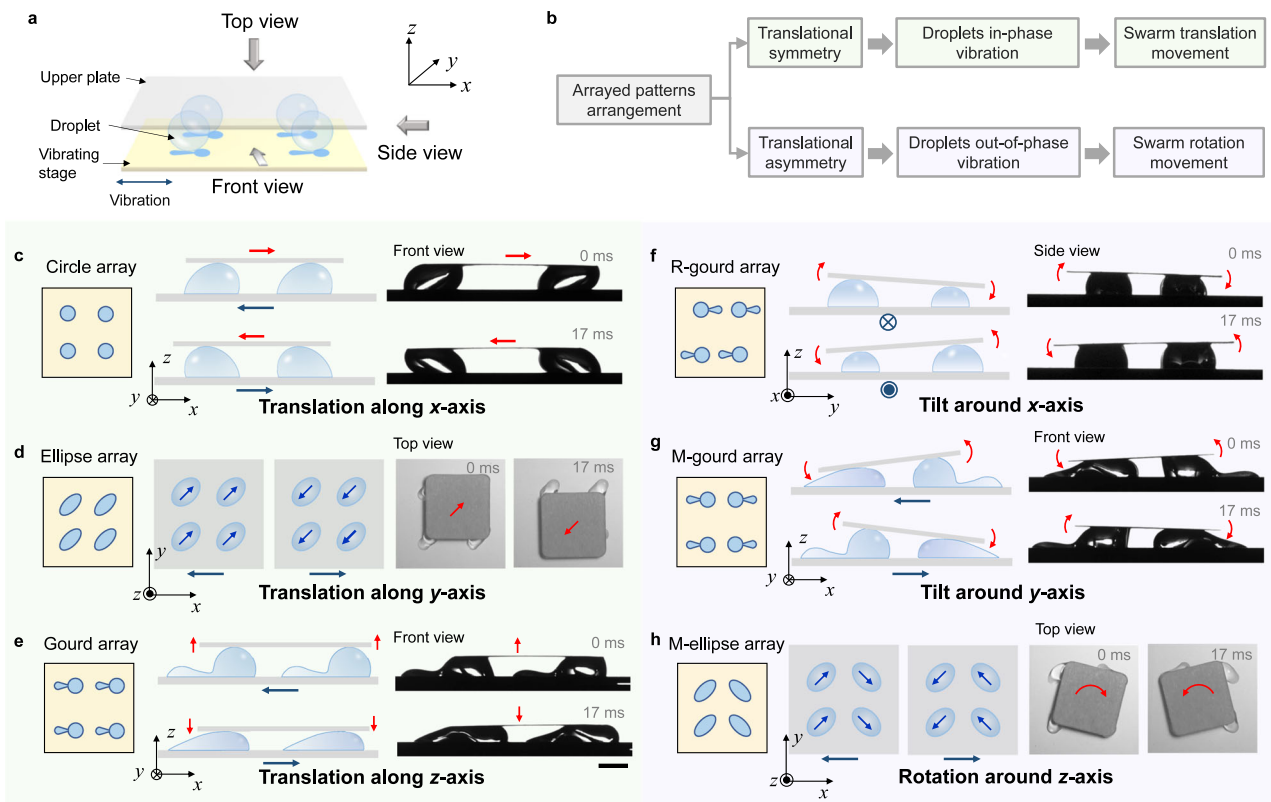 a
Top view
z
y
x
Upper plate
Droplet
Vibrating
stage
Side view
Front view
Vibration
b
Arrayed patterns
arrangement
Translational
symmetry
Droplets in-phase
vibration
Swarm translation
movement
Translational
asymmetry
Droplets out-of-phase
vibration
Swarm rotation
movement
c
Circle array
Front view
0 ms
17 ms
z
y
x
Translation along x-axis
d
Ellipse array
Top view
0 ms
17 ms
y
z
x
Translation along y-axis
e
Gourd array
Front view
0 ms
17 ms
z
y
x
Translation along z-axis
f
R-gourd array
Side view
0 ms
17 ms
z
x
y
Tilt around x-axis
g
M-gourd array
Front view
0 ms
17 ms
z
y
x
Tilt around y-axis
h
M-ellipse array
Top view
0 ms
17 ms
y
z
x
Rotation around z-axis